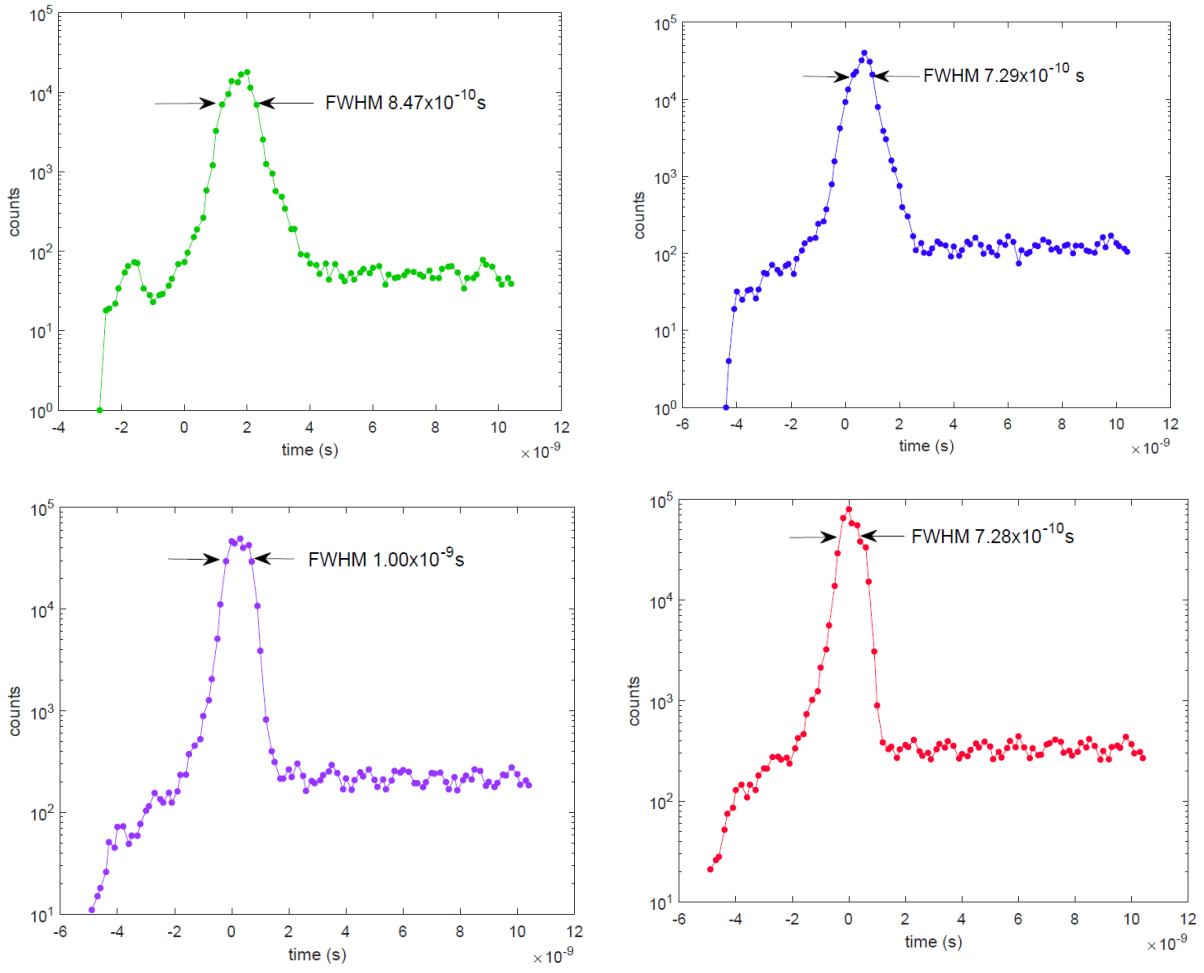 10^5
10^4
10^3
10^2
10^1
10^0
counts
FWHM 8.47x10^-10 s
-4 -2 0 2 4 6 8 10 12
time (s)
×10^-9
10^5
10^4
10^3
10^2
10^1
10^0
counts
FWHM 7.29x10^-10 s
-6 -4 -2 0 2 4 6 8 10 12
time (s)
×10^-9
10^5
10^4
10^3
10^2
10^1
counts
FWHM 1.00x10^-9 s
-6 -4 -2 0 2 4 6 8 10 12
time (s)
×10^-9
10^5
10^4
10^3
10^2
10^1
counts
FWHM 7.28x10^-10 s
-6 -4 -2 0 2 4 6 8 10 12
time (s)
×10^-9